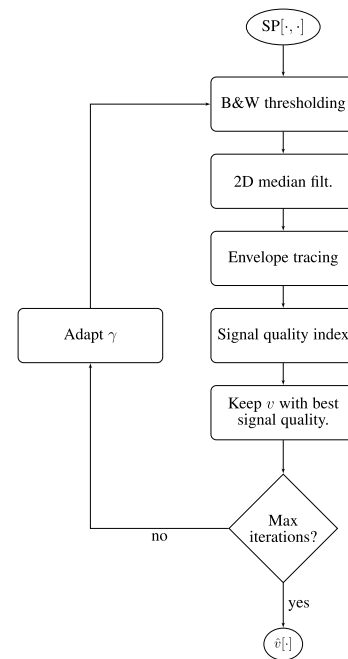 SP[·, ·]
B&W thresholding
2D median filt.
Envelope tracing
Adapt γ
Signal quality index
Keep v with best
signal quality.
Max
iterations?
no
yes
v̂[·]